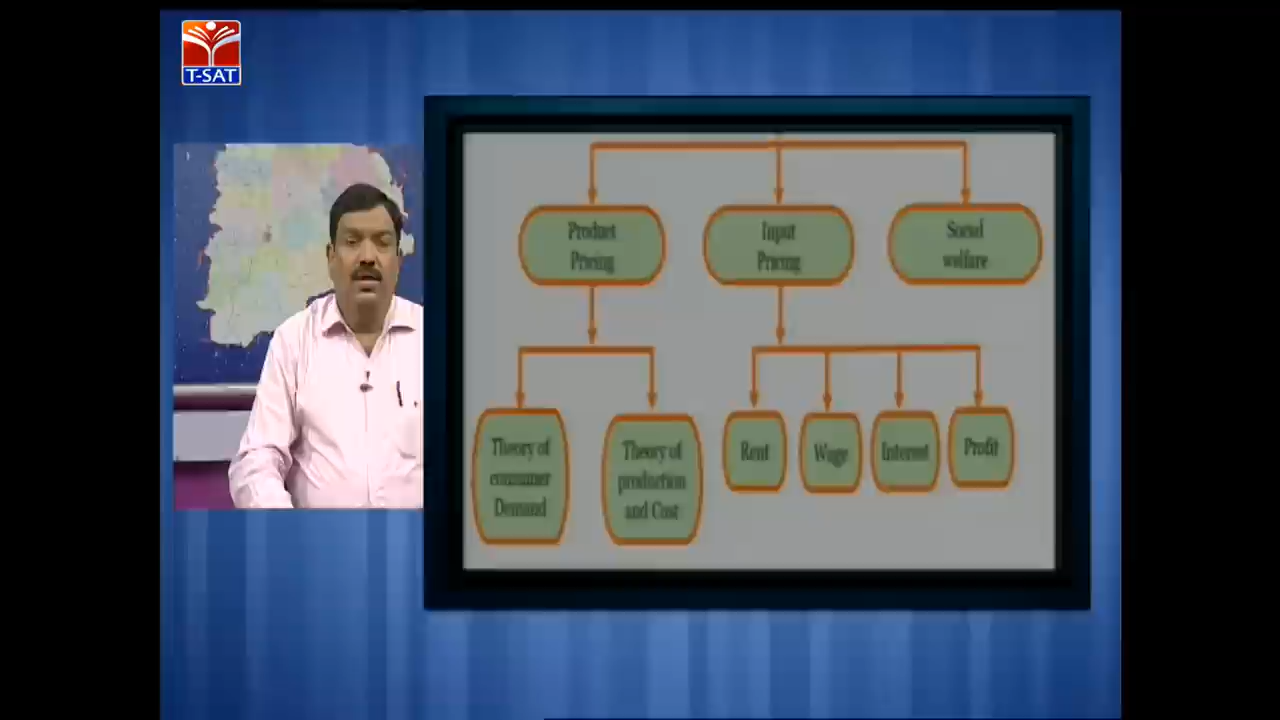 T-SAT
Product
Pricing
Input
Pricing
Social
welfare
Theory of
consumer
Demand
Theory of
production
and Cost
Rent
Wage
Interest
Profit